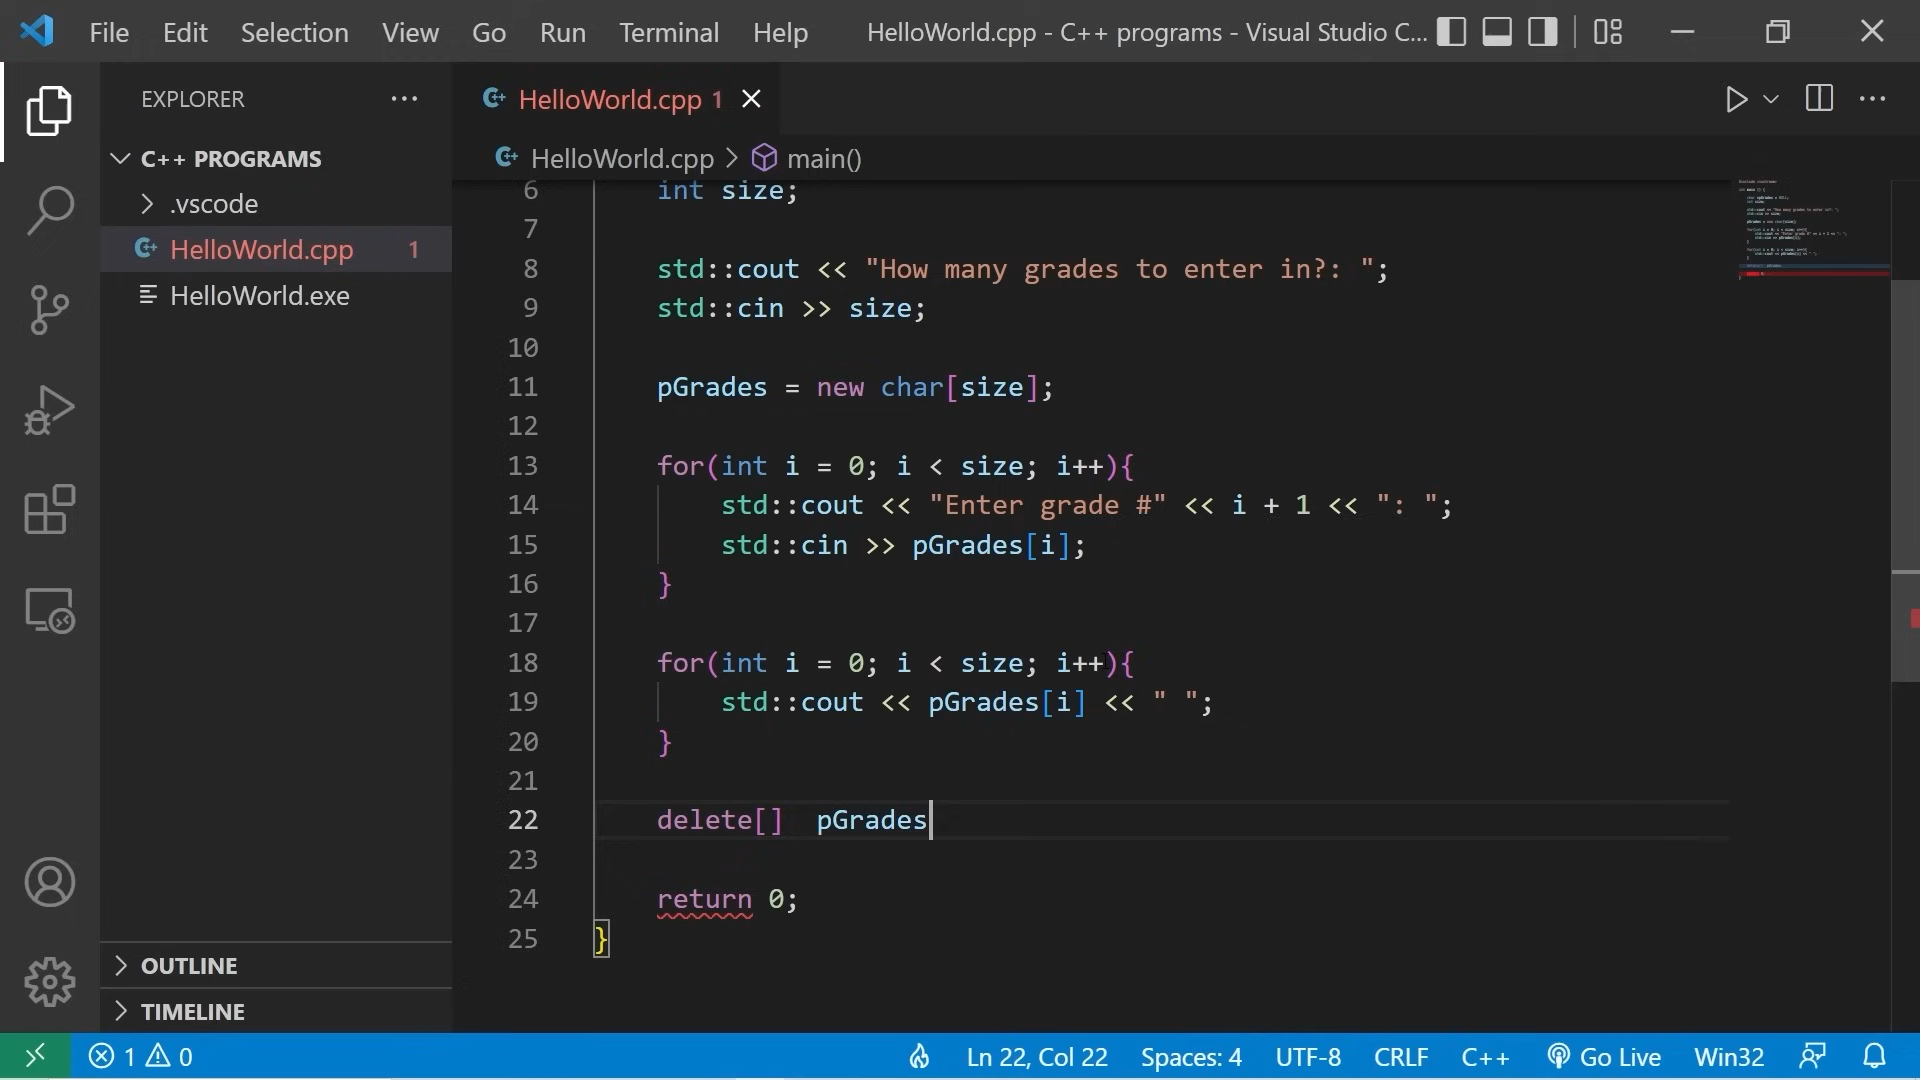 File Edit Selection View Go Run Terminal Help HelloWorld.cpp - C++ programs - Visual Studio C...
EXPLORER
HelloWorld.cpp 1
C++ PROGRAMS
HelloWorld.cpp > main()
.vscode
HelloWorld.cpp 1
HelloWorld.exe
6 int size;
7
8 std::cout << "How many grades to enter in?: ";
9 std::cin >> size;
10
11 pGrades = new char[size];
12
13 for(int i = 0; i < size; i++){
14 std::cout << "Enter grade #" << i + 1 << ": ";
15 std::cin >> pGrades[i];
16 }
17
18 for(int i = 0; i < size; i++){
19 std::cout << pGrades[i] << " ";
20 }
21
22 delete[]  pGrades
23
24 return 0;
25 }
OUTLINE
TIMELINE
1 0 Ln 22, Col 22 Spaces: 4 UTF-8 CRLF C++ Go Live Win32